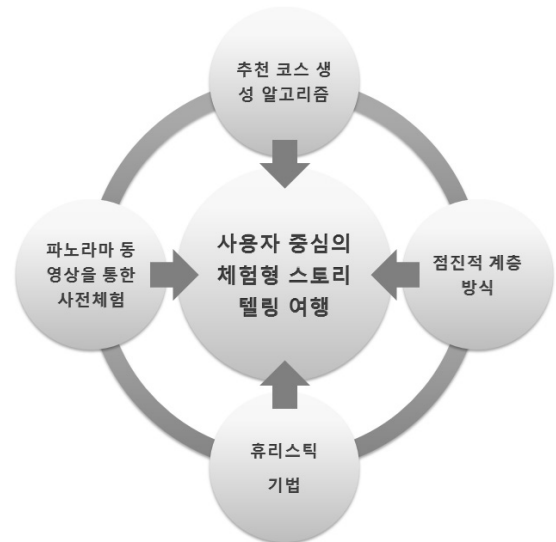 추천 코스 생
성 알고리즘
파노라마 동
영상을 통한
사전체험
사용자 중심의
체험형 스토리
텔링 여행
점진적 계층
방식
휴리스틱
기법